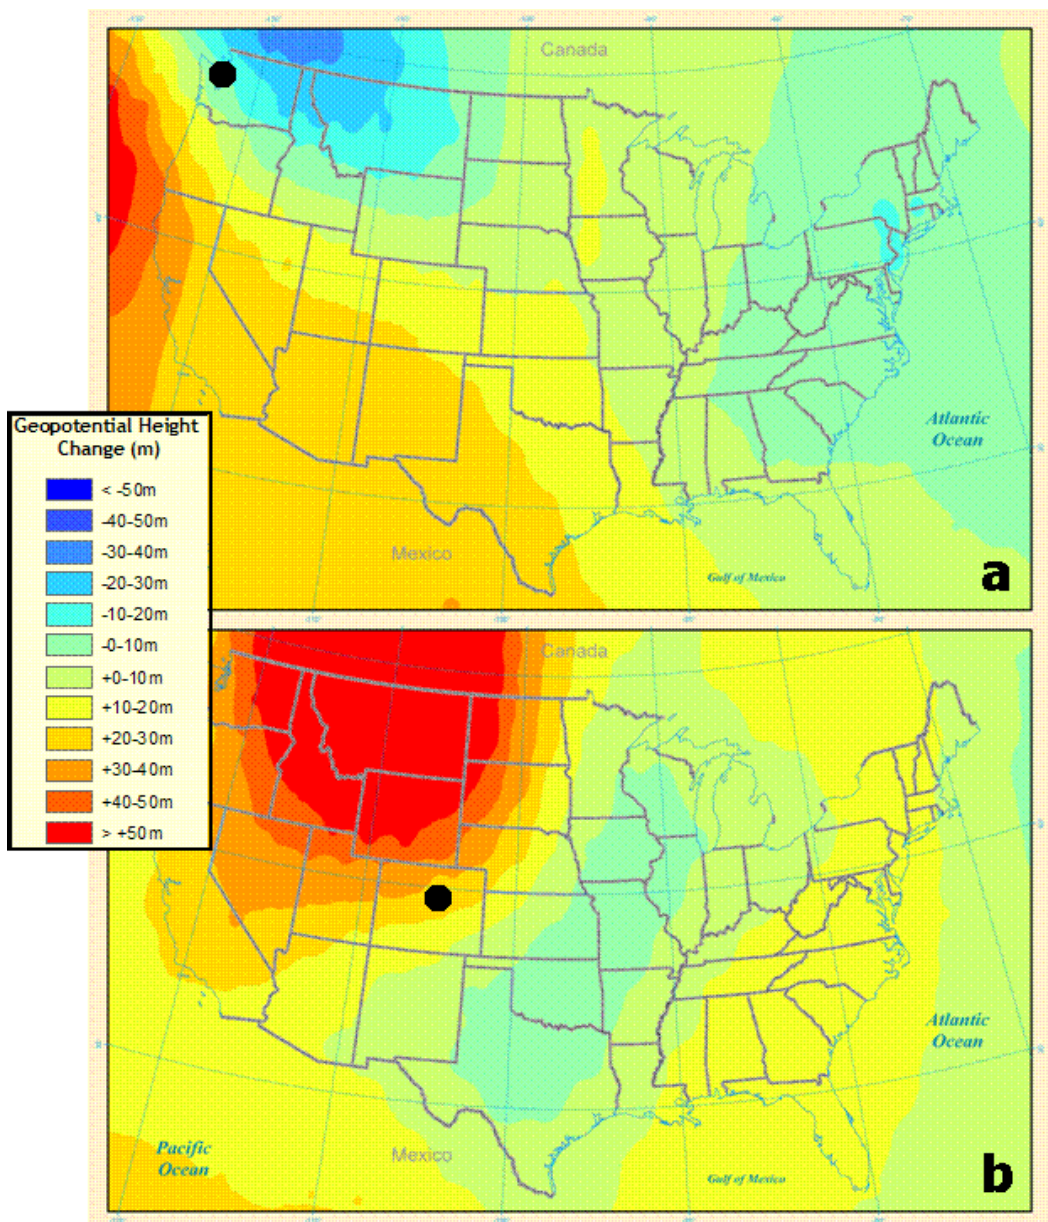 Canada
Atlantic
Ocean
Mexico
Gulf of Mexico
a
Geopotential Height
Change (m)
< -50m
-40-50m
-30-40m
-20-30m
-10-20m
-0-10m
+0-10m
+10-20m
+20-30m
+30-40m
+40-50m
> +50m
Canada
Atlantic
Ocean
Pacific
Ocean
Mexico
Gulf of Mexico
b